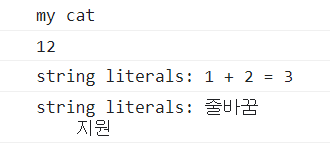 my cat
12
string literals: 1 + 2 = 3
string literals: 줄바꿈
지원